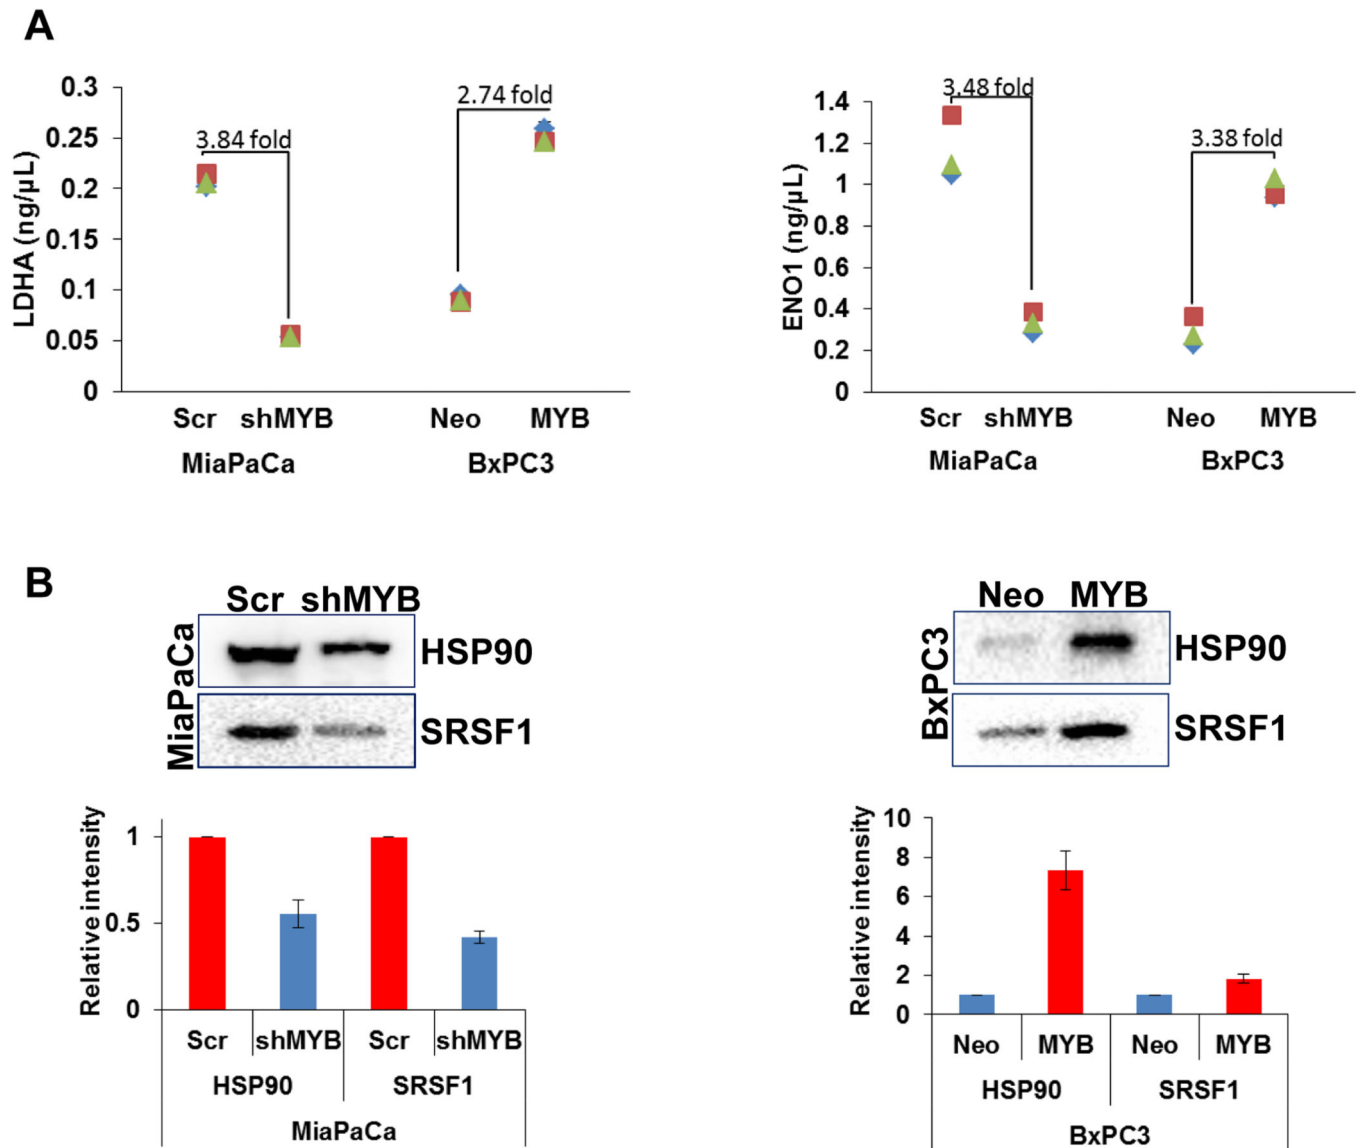 A
LDHA (ng/µL)
0.3
0.25
0.2
0.15
0.1
0.05
0
3.84 fold
2.74 fold
Scr shMYB Neo MYB
MiaPaCa BxPC3
ENO1 (ng/µL)
1.4
1.2
1
0.8
0.6
0.4
0.2
0
3.48 fold
3.38 fold
Scr shMYB Neo MYB
MiaPaCa BxPC3
B
Scr shMYB
MiaPaCa
HSP90
SRSF1
Relative intensity
1
0.5
0
Scr shMYB Scr shMYB
HSP90 SRSF1
MiaPaCa
Neo MYB
BxPC3
HSP90
SRSF1
Relative intensity
10
8
6
4
2
0
Neo MYB Neo MYB
HSP90 SRSF1
BxPC3